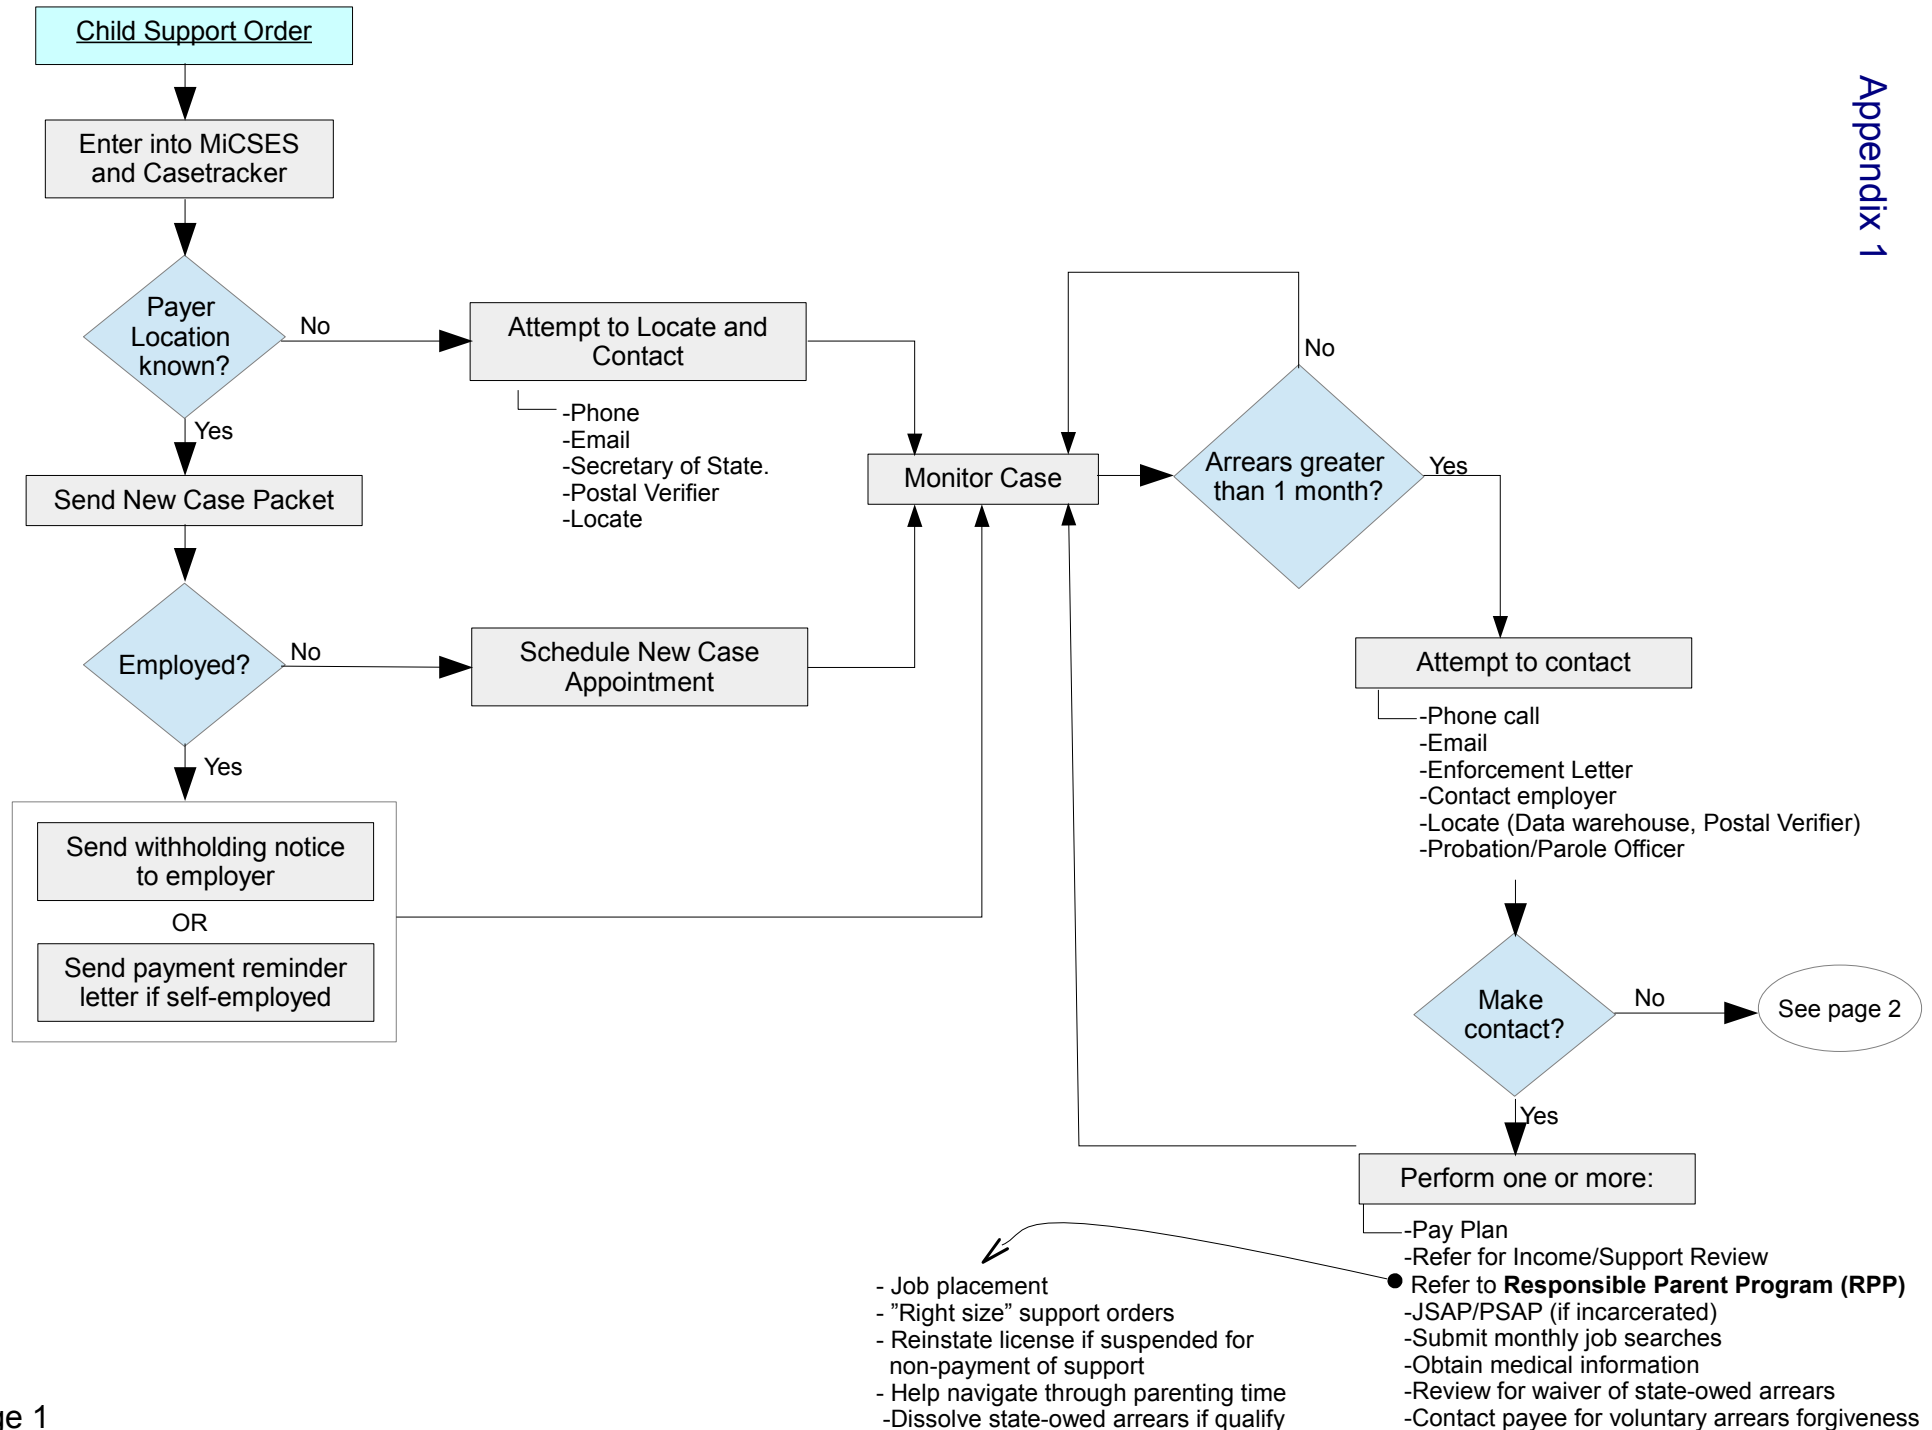 Child Support Order
Appendix 1
Enter into MiCSES
and Casetracker
Payer
Location
known?
No
Attempt to Locate and
Contact
-Phone
-Email
-Secretary of State.
-Postal Verifier
-Locate
Yes
Send New Case Packet
Employed?
No
Schedule New Case
Appointment
Yes
Send withholding notice
to employer
OR
Send payment reminder
letter if self-employed
Monitor Case
No
Arrears greater
than 1 month?
Yes
Attempt to contact
-Phone call
-Email
-Enforcement Letter
-Contact employer
-Locate (Data warehouse, Postal Verifier)
-Probation/Parole Officer
Make
contact?
No
See page 2
Yes
Perform one or more:
-Pay Plan
-Refer for Income/Support Review
Refer to Responsible Parent Program (RPP)
-JSAP/PSAP (if incarcerated)
-Submit monthly job searches
-Obtain medical information
-Review for waiver of state-owed arrears
-Contact payee for voluntary arrears forgiveness
- Job placement
- ”Right size” support orders
- Reinstate license if suspended for
non-payment of support
- Help navigate through parenting time
-Dissolve state-owed arrears if qualify
ge 1